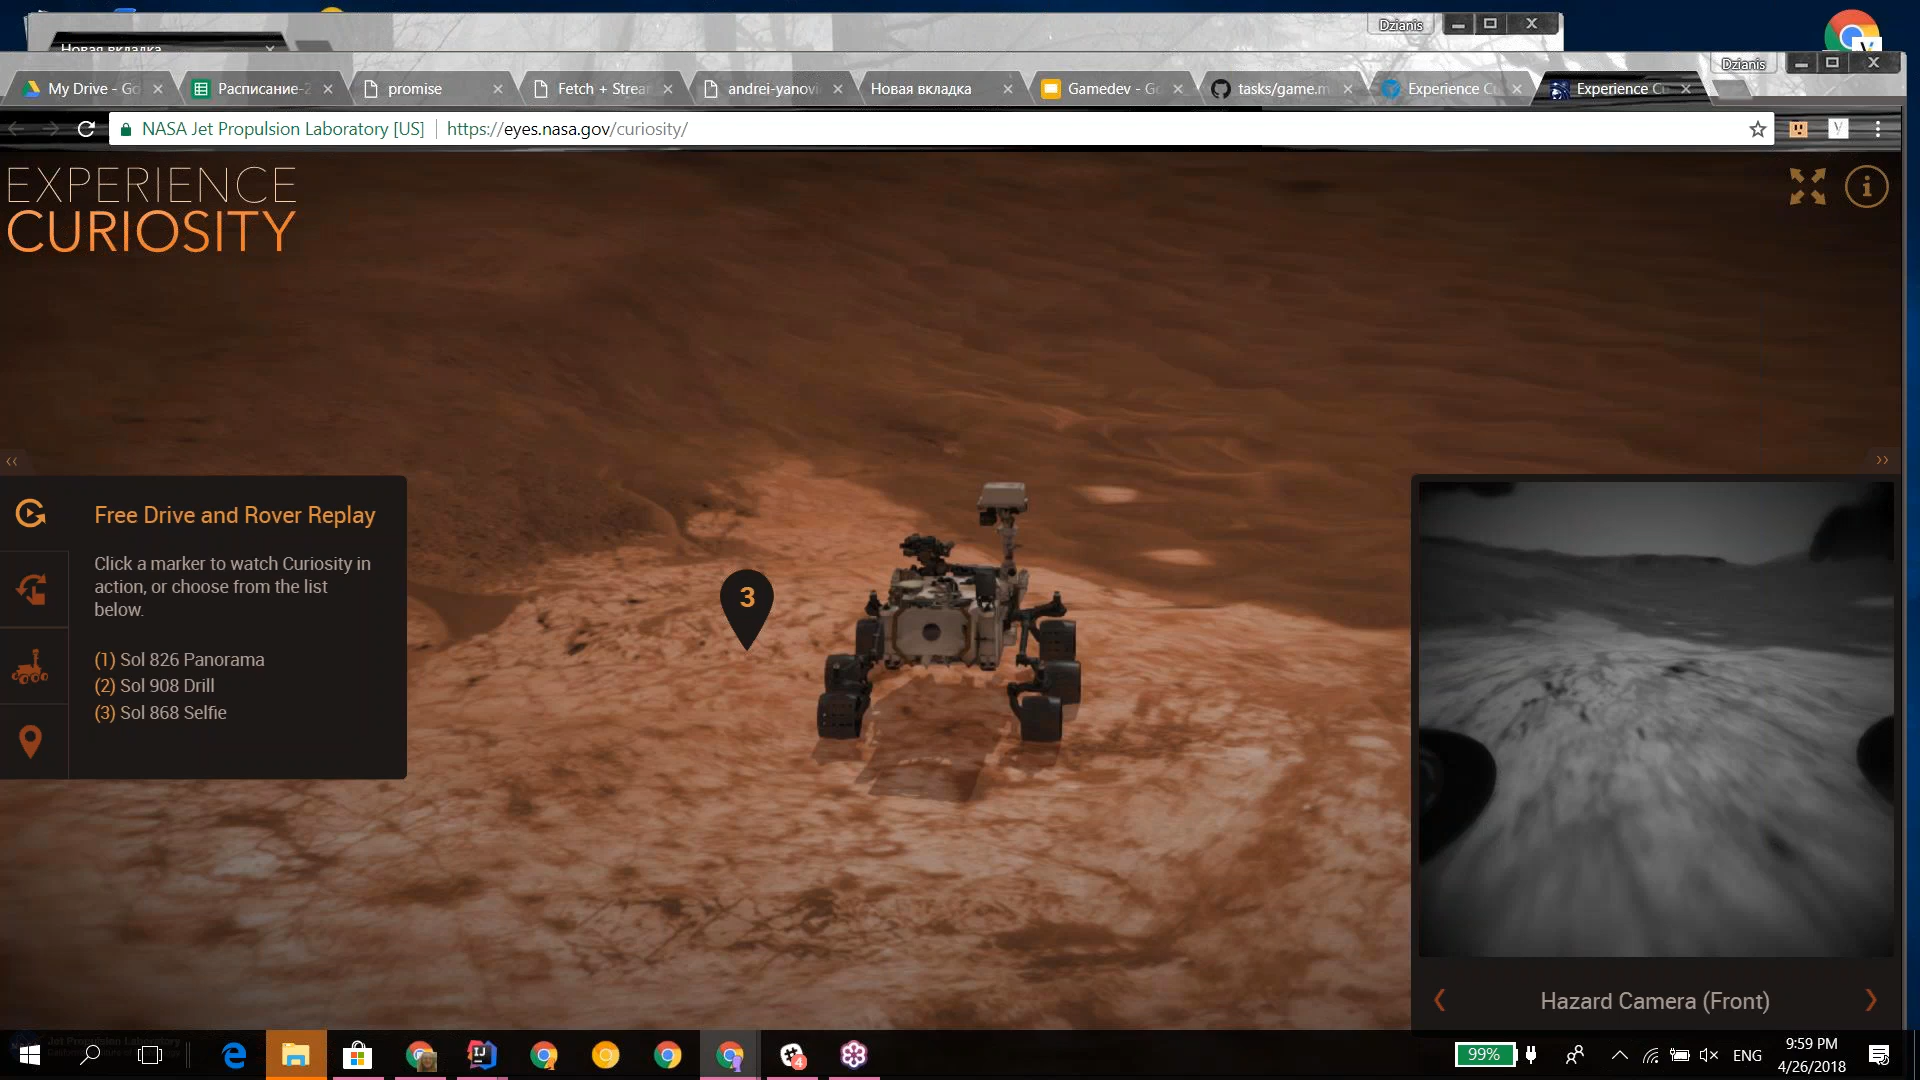 Dzianis
Новая вкладка
Dzianis
My Drive - Go
Расписание-2
promise
Fetch + Strea
andrei-yanovi
Новая вкладка
Gamedev - Go
tasks/game.m
Experience Cu
Experience Cu
NASA Jet Propulsion Laboratory [US]
https://eyes.nasa.gov/curiosity/
EXPERIENCE
CURIOSITY
Free Drive and Rover Replay
Click a marker to watch Curiosity in
action, or choose from the list
below.
(1) Sol 826 Panorama
(2) Sol 908 Drill
(3) Sol 868 Selfie
3
Hazard Camera (Front)
Jet Propulsion Laboratory
99%
ENG
9:59 PM
4/26/2018
4